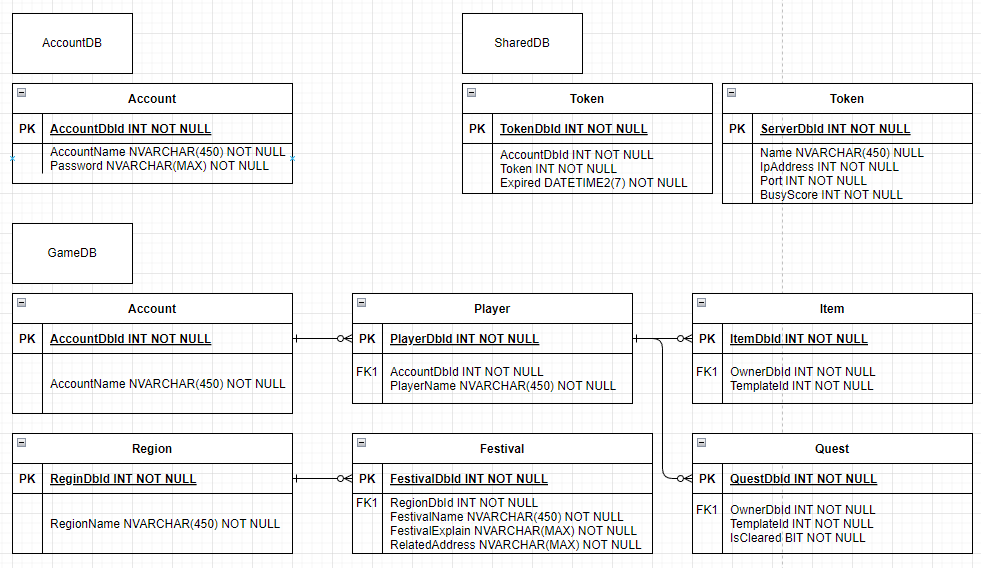 AccountDB
SharedDB
Account
PK AccountDbId INT NOT NULL
AccountName NVARCHAR(450) NOT NULL
Password NVARCHAR(MAX) NOT NULL
Token
PK TokenDbId INT NOT NULL
AccountDbId INT NOT NULL
Token INT NOT NULL
Expired DATETIME2(7) NOT NULL
Token
PK ServerDbId INT NOT NULL
Name NVARCHAR(450) NULL
IpAddress INT NOT NULL
Port INT NOT NULL
BusyScore INT NOT NULL
GameDB
Account
PK AccountDbId INT NOT NULL
AccountName NVARCHAR(450) NOT NULL
Player
PK PlayerDbId INT NOT NULL
FK1 AccountDbId INT NOT NULL
PlayerName NVARCHAR(450) NOT NULL
Item
PK ItemDbId INT NOT NULL
FK1 OwnerDbId INT NOT NULL
TemplateId INT NOT NULL
Region
PK ReginDbId INT NOT NULL
RegionName NVARCHAR(450) NOT NULL
Festival
PK FestivalDbId INT NOT NULL
FK1 RegionDbId INT NOT NULL
FestivalName NVARCHAR(450) NOT NULL
FestivalExplain NVARCHAR(MAX) NOT NULL
RelatedAddress NVARCHAR(MAX) NOT NULL
Quest
PK QuestDbId INT NOT NULL
FK1 OwnerDbId INT NOT NULL
TemplateId INT NOT NULL
IsCleared BIT NOT NULL